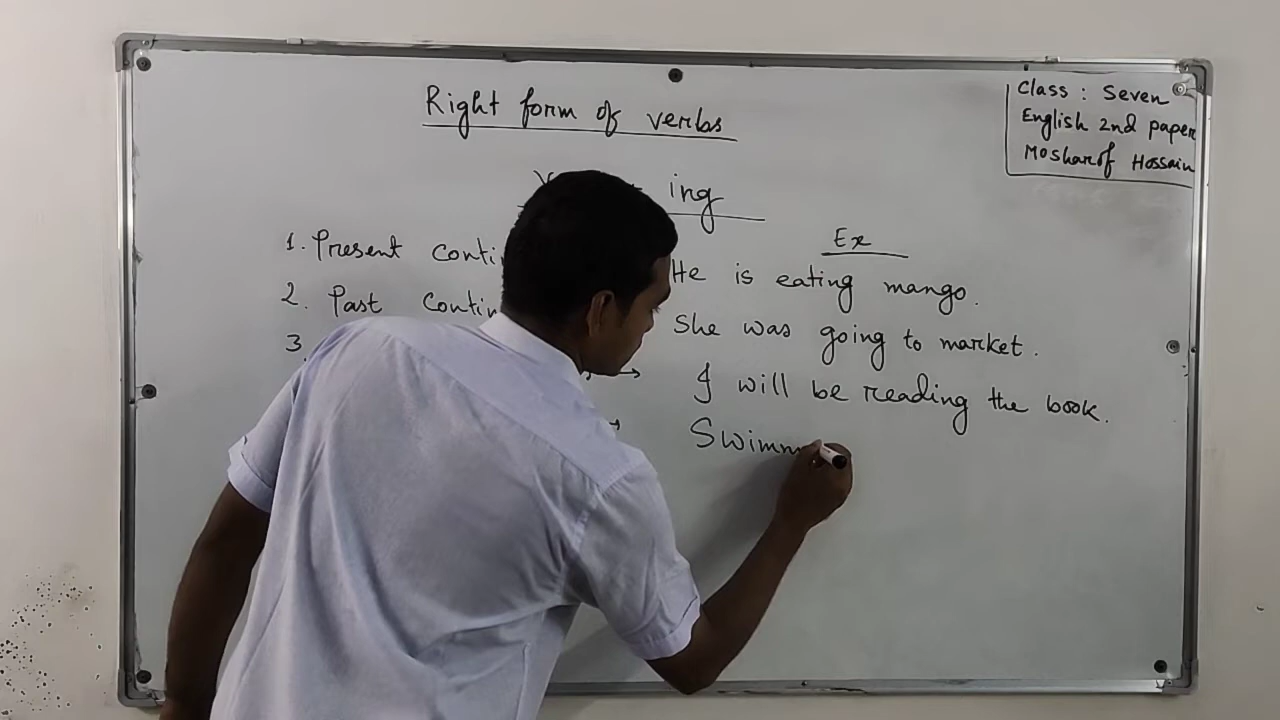 Right form of verbs
Class : Seven
English 2nd paper
Mosharof Hossain
ing
Ex
1. Present conti
He is eating mango.
2. Past contin
She was going to market.
3.
→ I will be reading the book.
→ Swimm